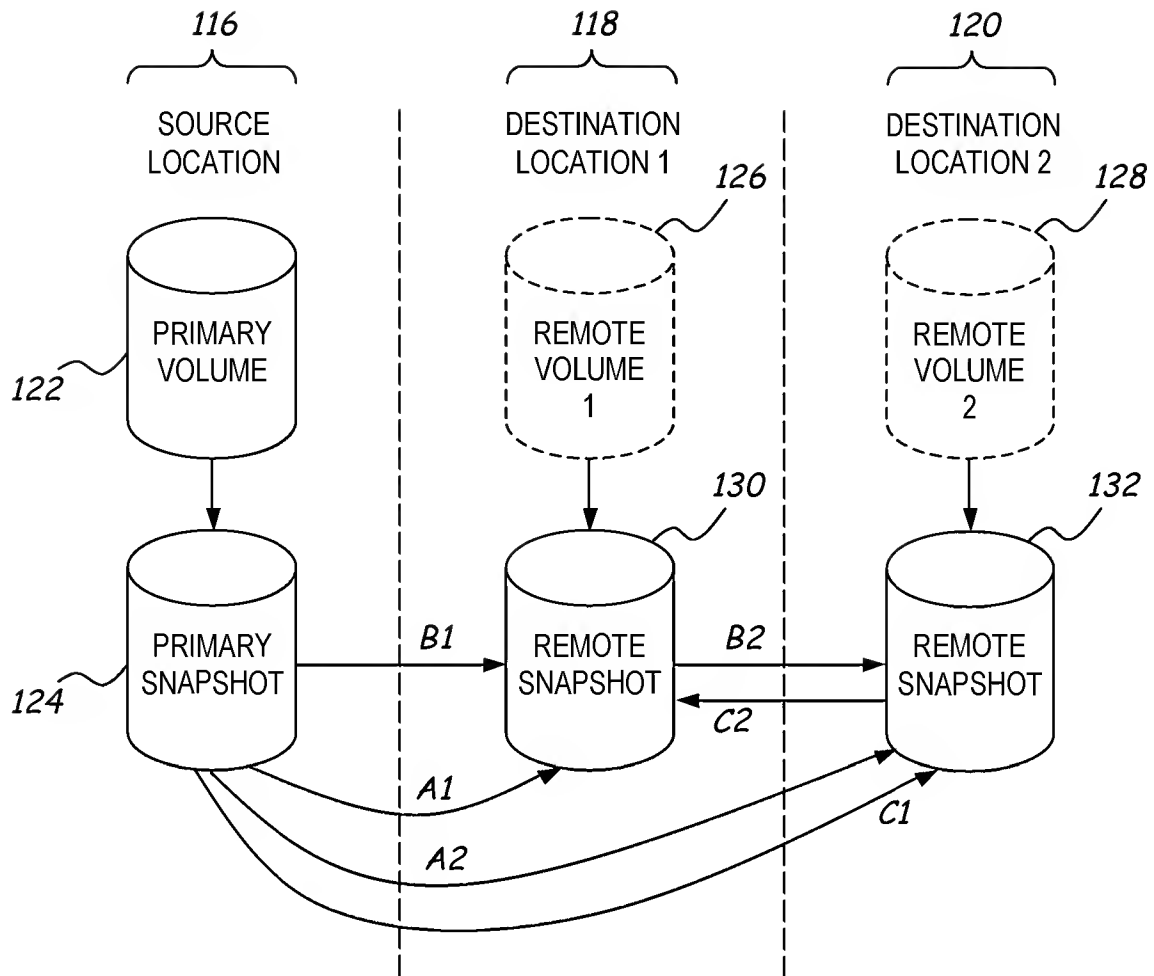 116
118
120
SOURCE
LOCATION
DESTINATION
LOCATION 1
DESTINATION
LOCATION 2
126
128
PRIMARY
VOLUME
REMOTE
VOLUME
1
REMOTE
VOLUME
2
122
130
132
PRIMARY
SNAPSHOT
B1
REMOTE
SNAPSHOT
B2
REMOTE
SNAPSHOT
124
C2
A1
C1
A2